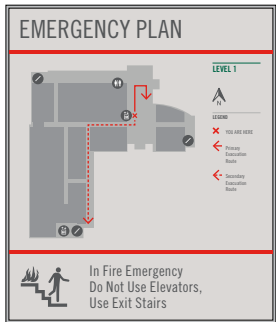 EMERGENCY PLAN
LEVEL 1
N
LEGEND
YOU ARE HERE
Primary
Evacuation
Route
Secondary
Evacuation
Route
In Fire Emergency
Do Not Use Elevators,
Use Exit Stairs